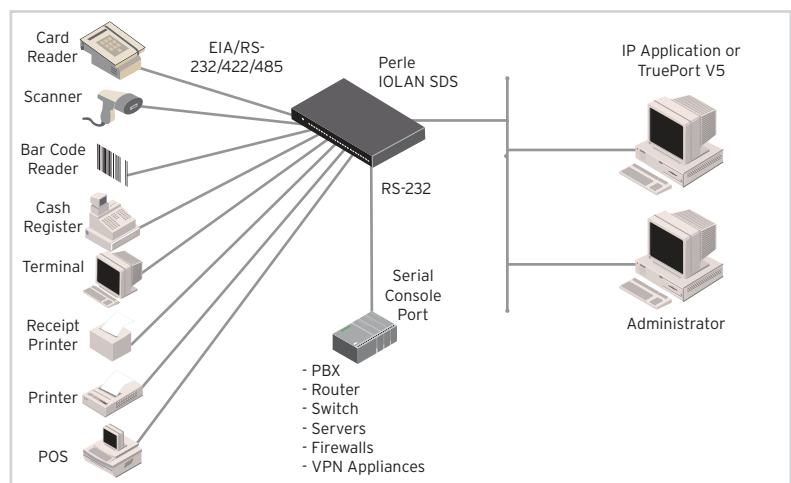 Card
Reader
EIA/RS-
232/422/485
Perle
IOLAN SDS
IP Application or
TruePort V5
Scanner
Bar Code
Reader
RS-232
Cash
Register
Terminal
Serial
Console
Port
Administrator
Receipt
Printer
- PBX
- Router
- Switch
- Servers
- Firewalls
- VPN Appliances
Printer
POS